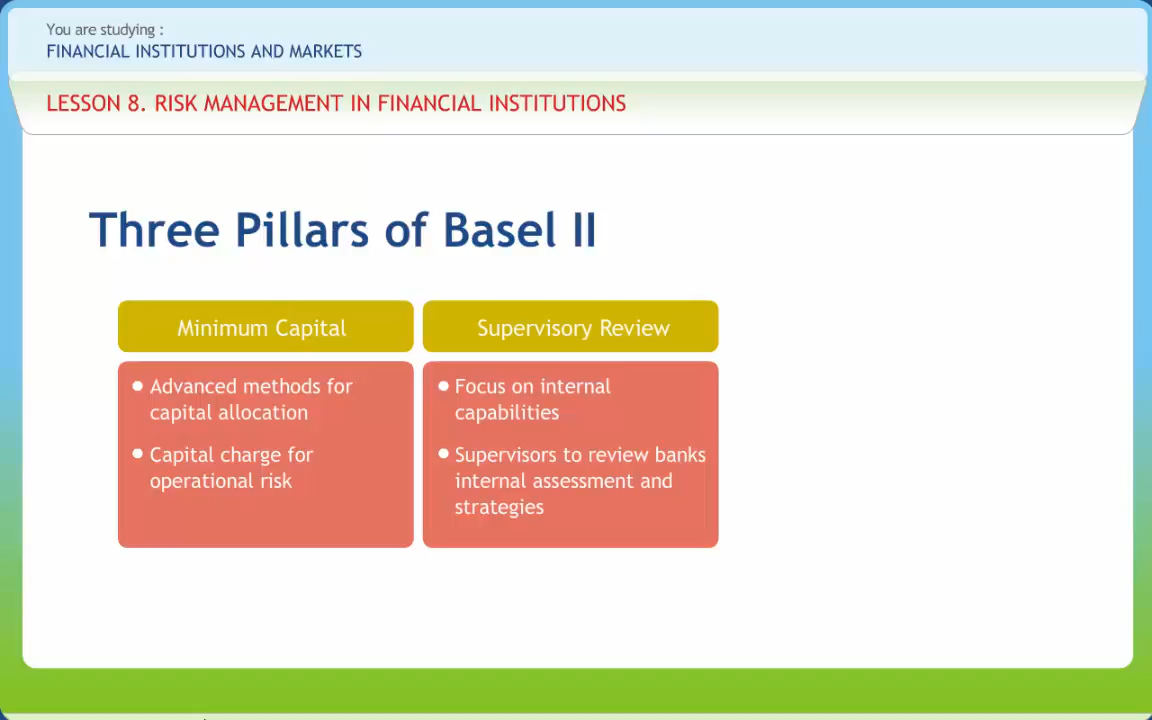 You are studying :
FINANCIAL INSTITUTIONS AND MARKETS
LESSON 8. RISK MANAGEMENT IN FINANCIAL INSTITUTIONS
Three Pillars of Basel II
Minimum Capital
● Advanced methods for
capital allocation
● Capital charge for
operational risk
Supervisory Review
● Focus on internal
capabilities
● Supervisors to review banks
internal assessment and
strategies